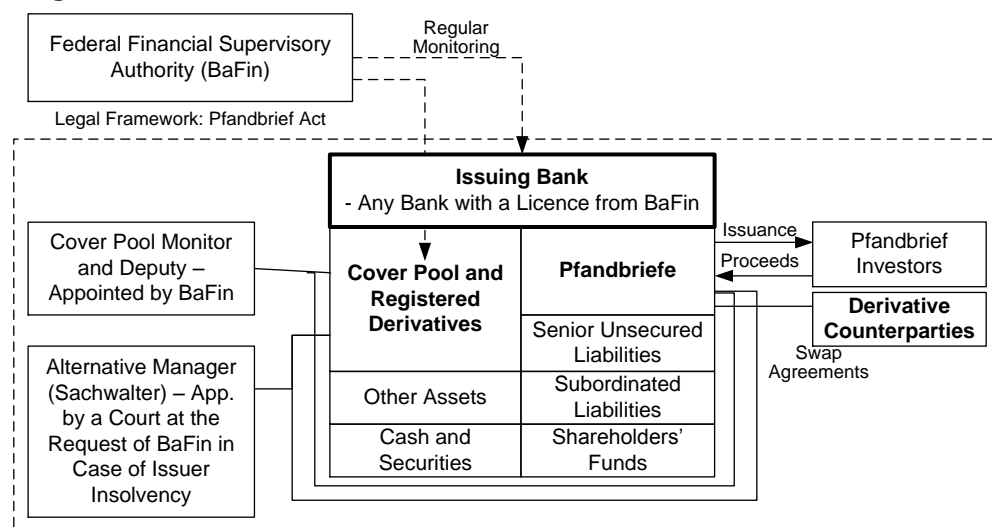 Federal Financial Supervisory
Authority (BaFin)
Regular
Monitoring
Legal Framework: Pfandbrief Act
Issuing Bank
- Any Bank with a Licence from BaFin
Cover Pool Monitor
and Deputy –
Appointed by BaFin
Cover Pool and
Registered
Derivatives
Pfandbriefe
Issuance
Proceeds
Pfandbrief
Investors
Derivative
Counterparties
Swap
Agreements
Senior Unsecured
Liabilities
Alternative Manager
(Sachwalter) – App.
by a Court at the
Request of BaFin in
Case of Issuer
Insolvency
Other Assets
Subordinated
Liabilities
Cash and
Securities
Shareholders'
Funds